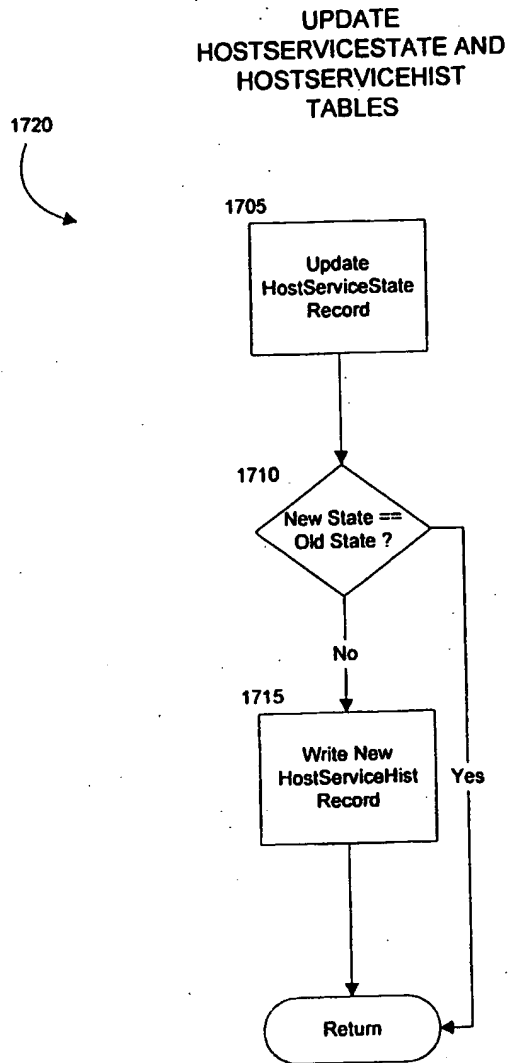 UPDATE
HOSTSERVICESTATE AND
HOSTSERVICEHIST
TABLES
1720
1705
Update
HostServiceState
Record
1710
New State ==
Old State ?
No
1715
Write New
HostServiceHist
Record
Yes
Return